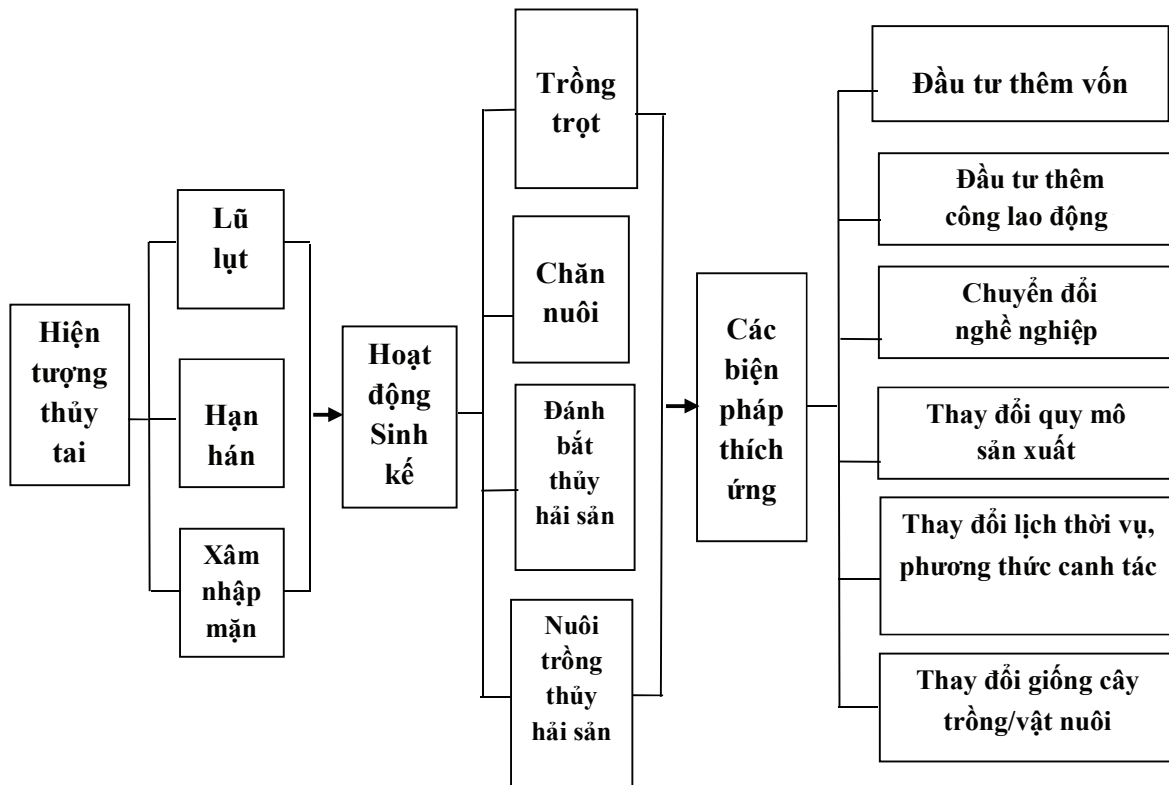 Hiện
tượng
thủy
tai
Lũ
lụt
Hạn
hán
Xâm
nhập
mặn
Hoạt
động
Sinh
kế
Trồng
trọt
Chăn
nuôi
Đánh
bắt
thủy
hải sản
Nuôi
trồng
thủy
hải sản
Các
biện
pháp
thích
ứng
Đầu tư thêm vốn
Đầu tư thêm
công lao động
Chuyển đổi
nghề nghiệp
Thay đổi quy mô
sản xuất
Thay đổi lịch thời vụ,
phương thức canh tác
Thay đổi giống cây
trồng/vật nuôi